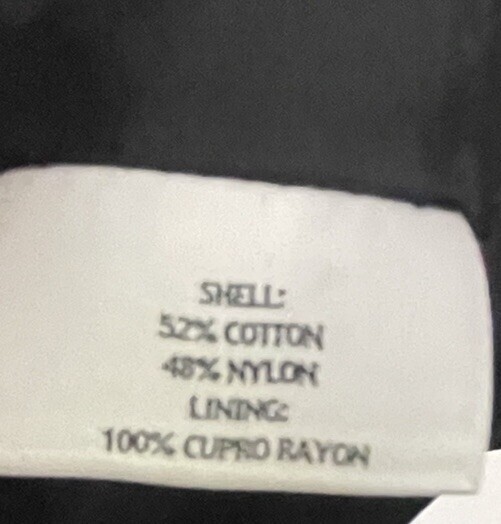 SHELL:
52% COTTON
48% NYLON
LINING:
100% CUPRO RAYON